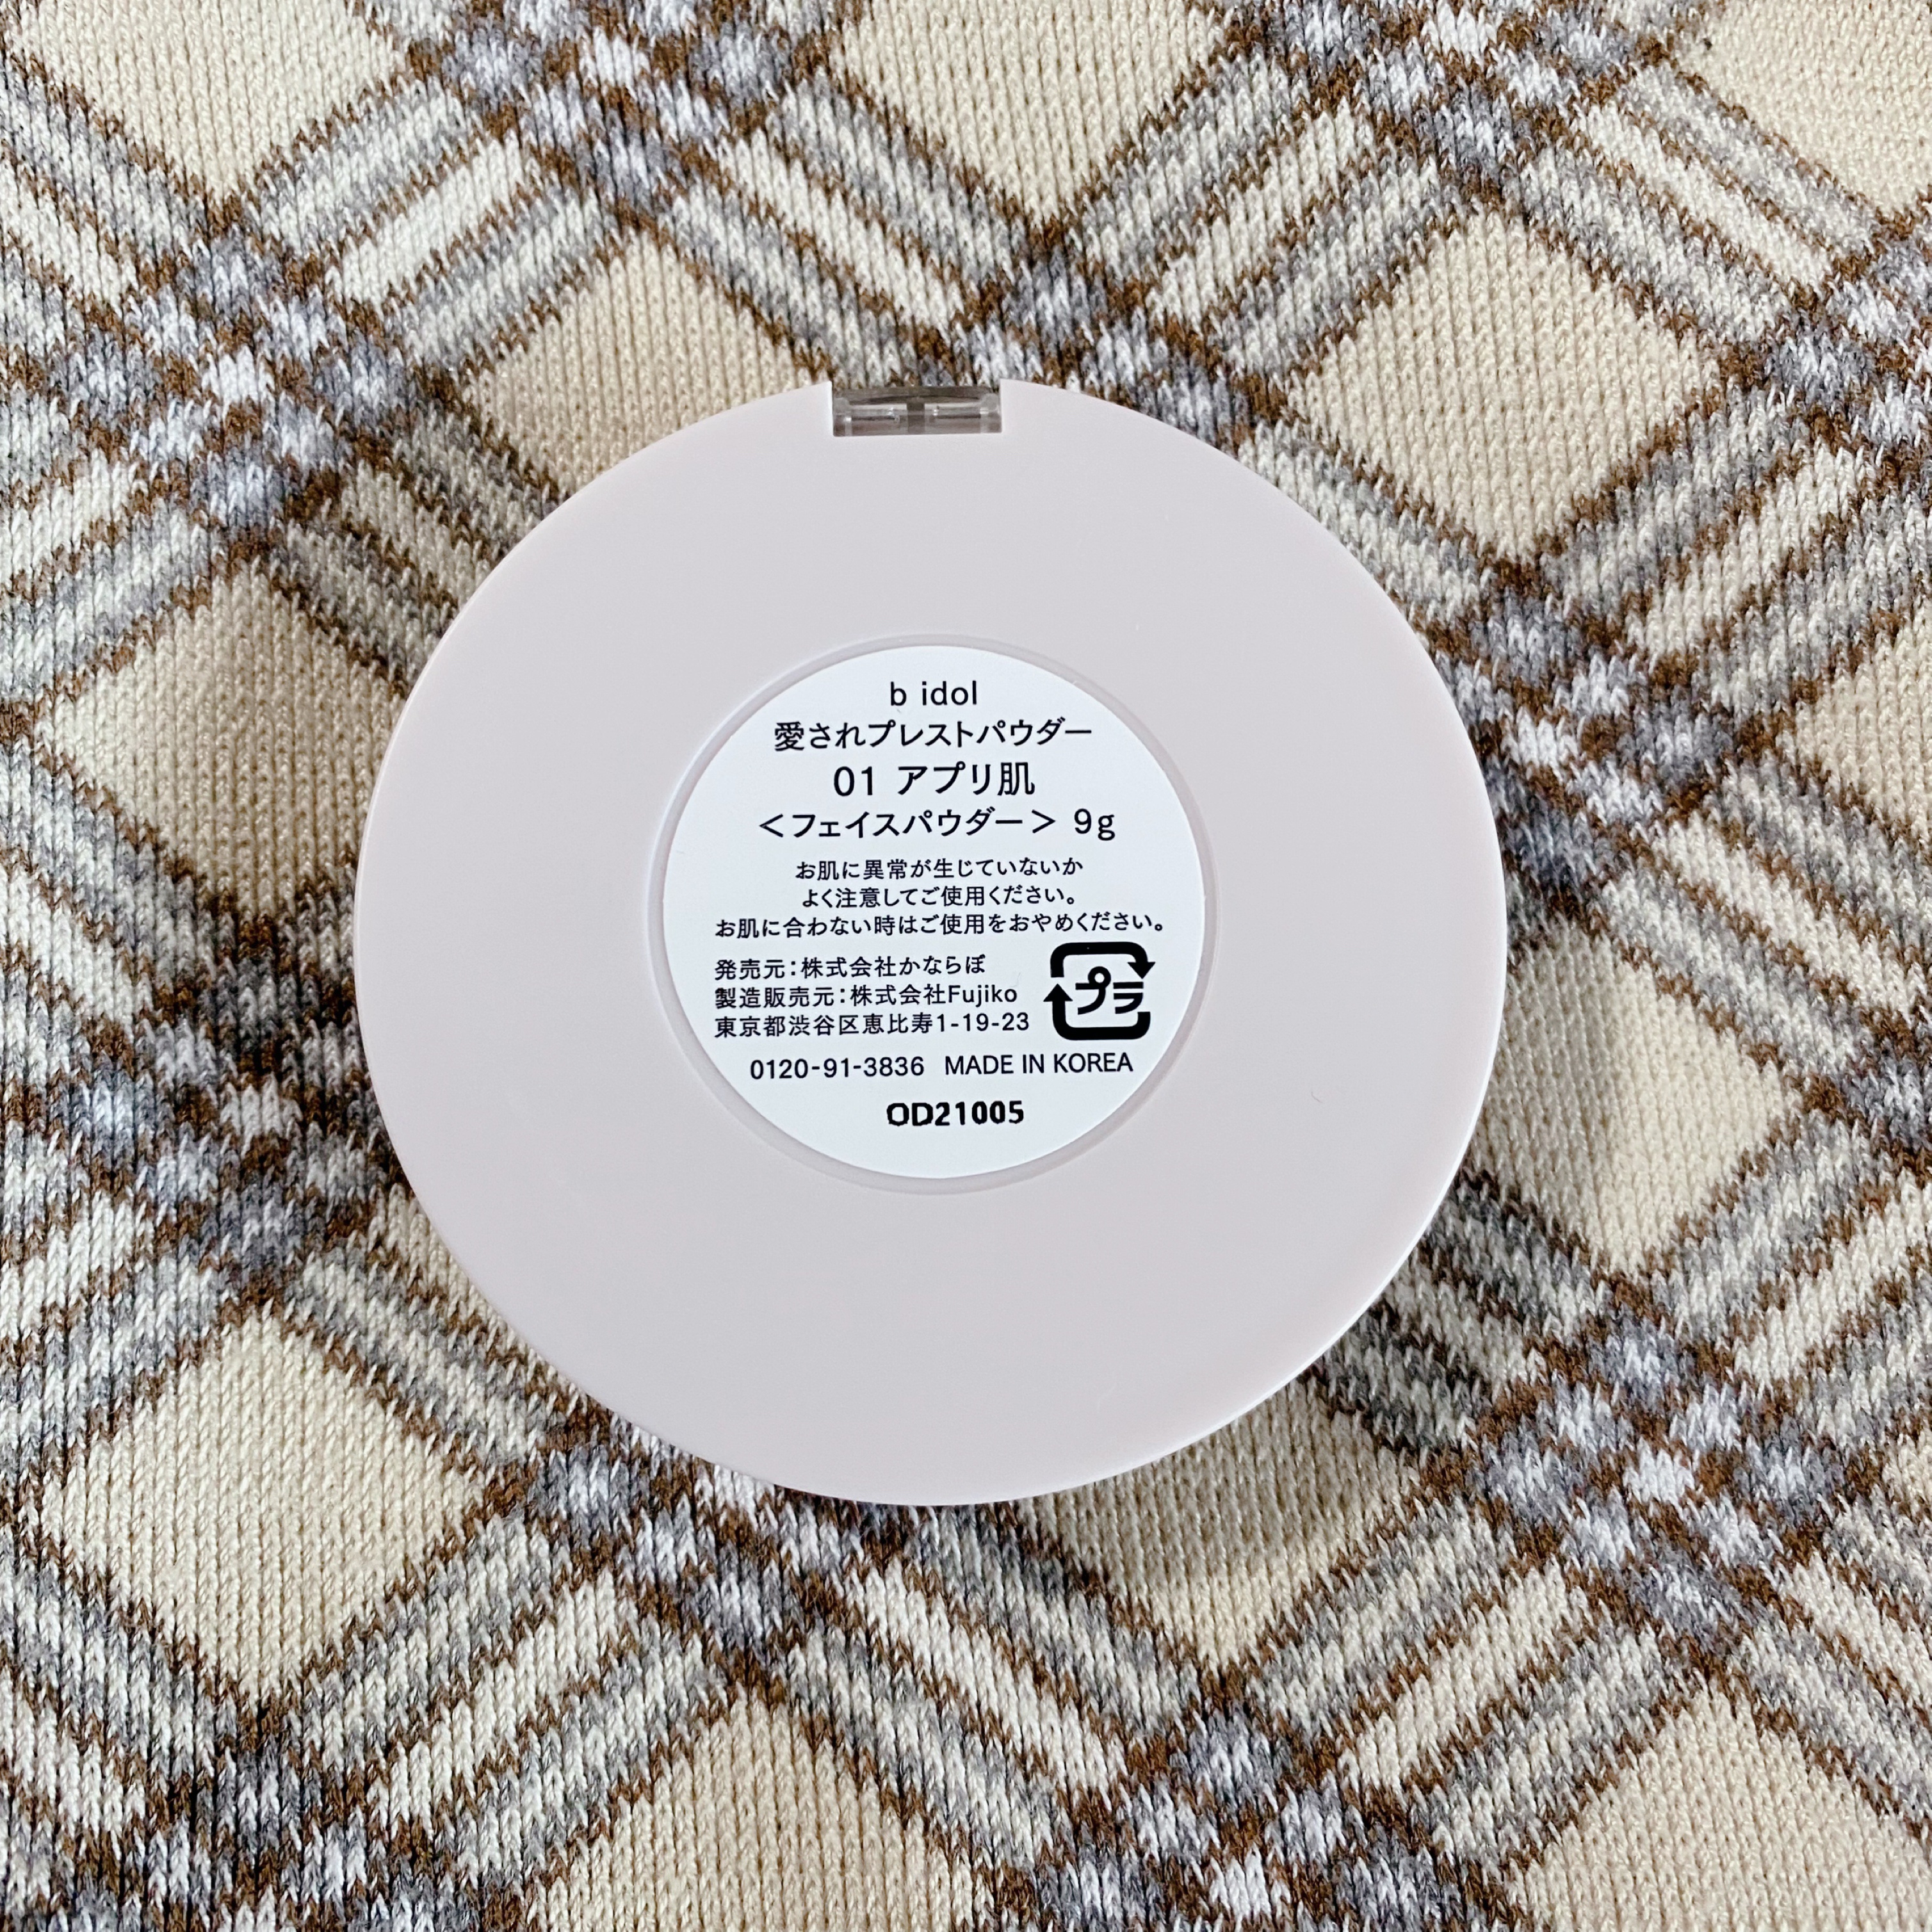 b idol
愛されプレストパウダー
01 アプリ肌
＜フェイスパウダー＞ 9g
お肌に異常が生じていないか
よく注意してご使用ください。
お肌に合わない時はご使用をおやめください。
発売元：株式会社かならぼ
製造販売元：株式会社Fujiko
東京都渋谷区恵比寿1-19-23
プラ
0120-91-3836 MADE IN KOREA
OD21005